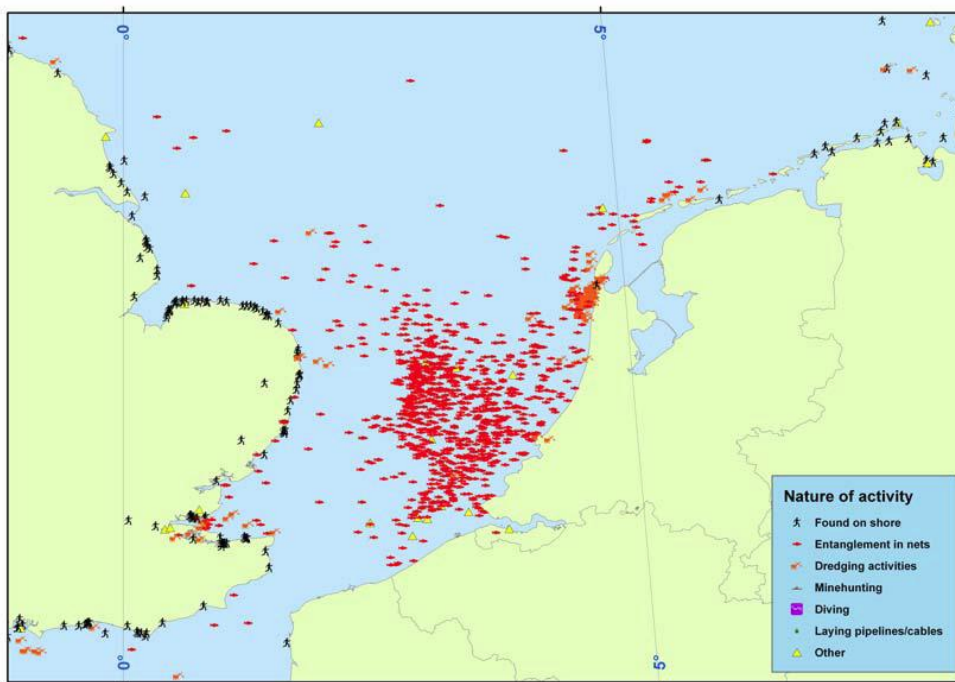 0°
5°
Nature of activity
Found on shore
Entanglement in nets
Dredging activities
Minehunting
Diving
Laying pipelines/cables
Other
0°
5°